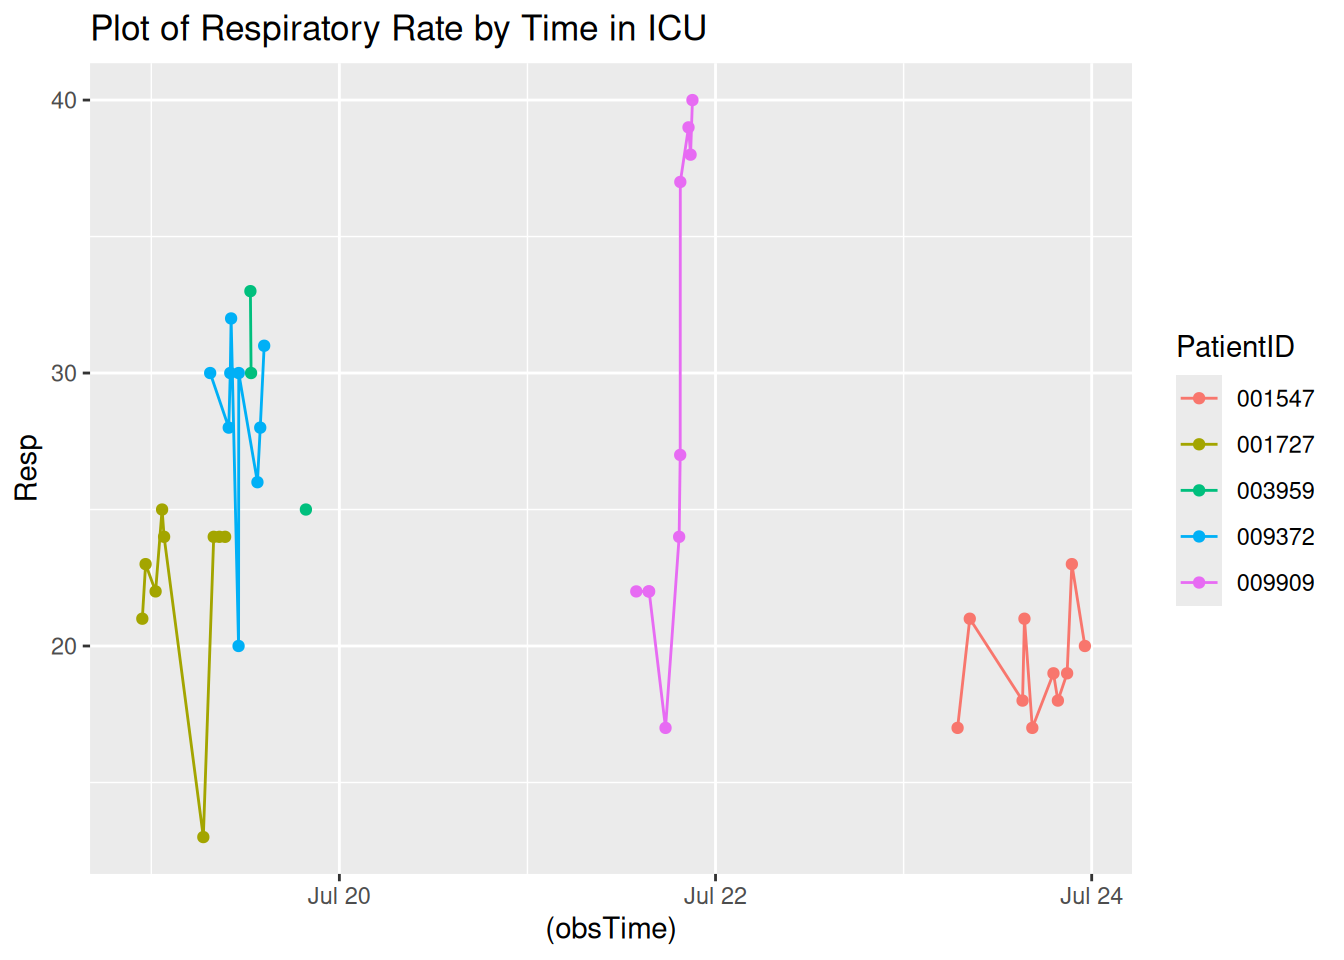 Plot of Respiratory Rate by Time in ICU
40
30
20
Resp
Jul 20
Jul 22
Jul 24
(obsTime)
PatientID
001547
001727
003959
009372
009909